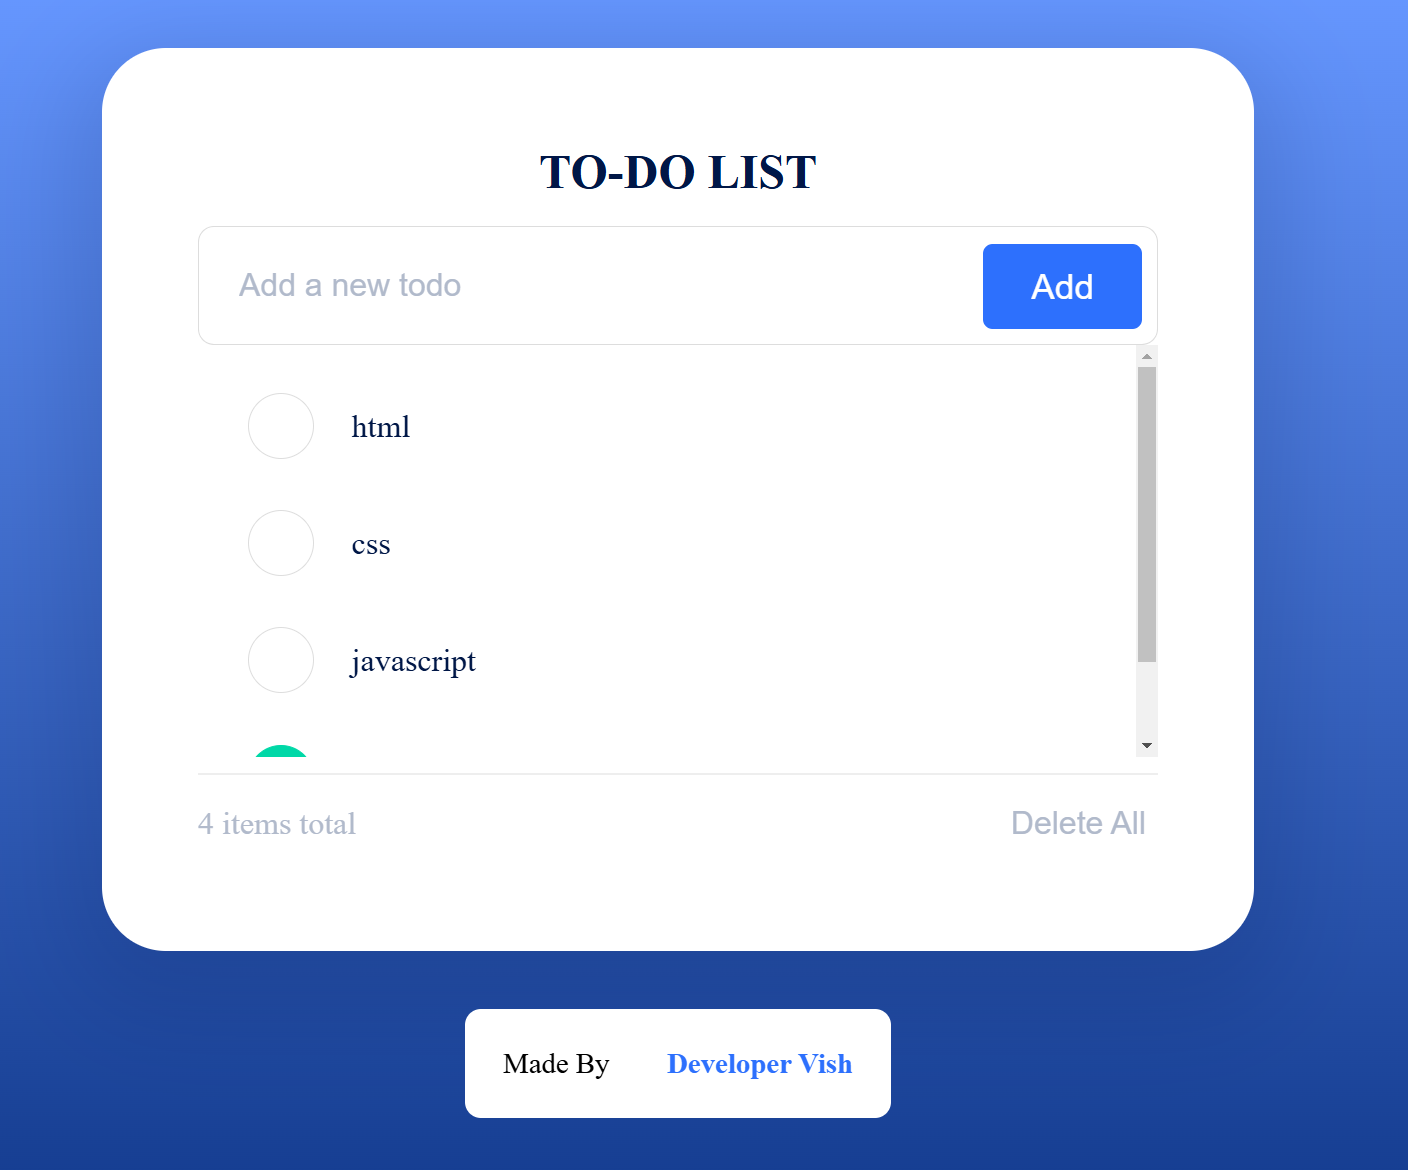 TO-DO LIST
Add a new todo Add
html
css
javascript
4 items total Delete All
Made By Developer Vish